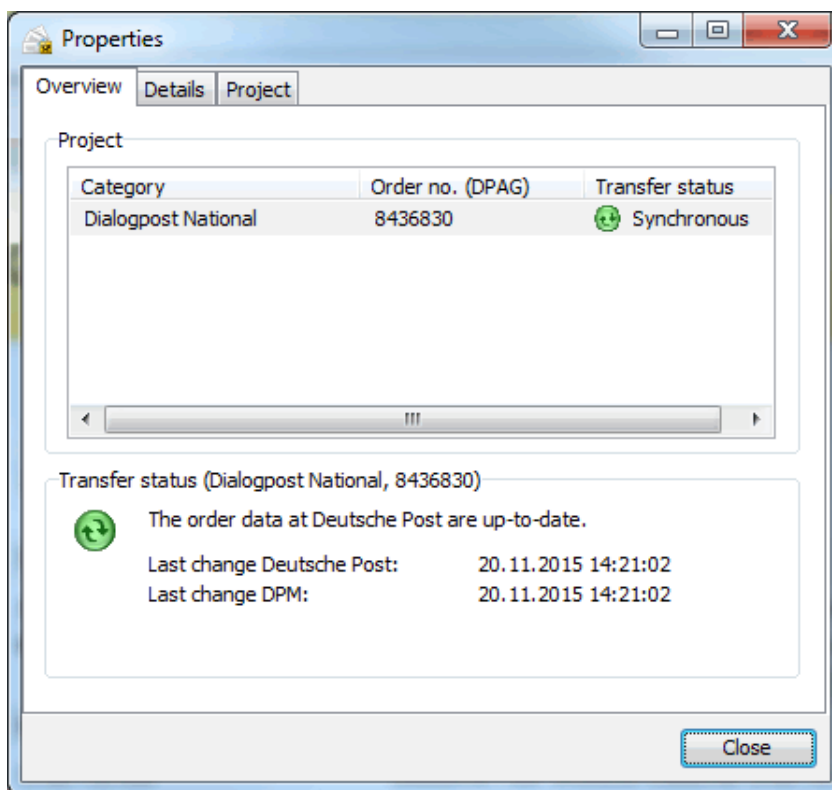 Properties
Overview Details Project
Project
Category Order no. (DPAG) Transfer status
Dialogpost National 8436830 Synchronous
Transfer status (Dialogpost National, 8436830)
The order data at Deutsche Post are up-to-date.
Last change Deutsche Post: 20.11.2015 14:21:02
Last change DPM: 20.11.2015 14:21:02
Close